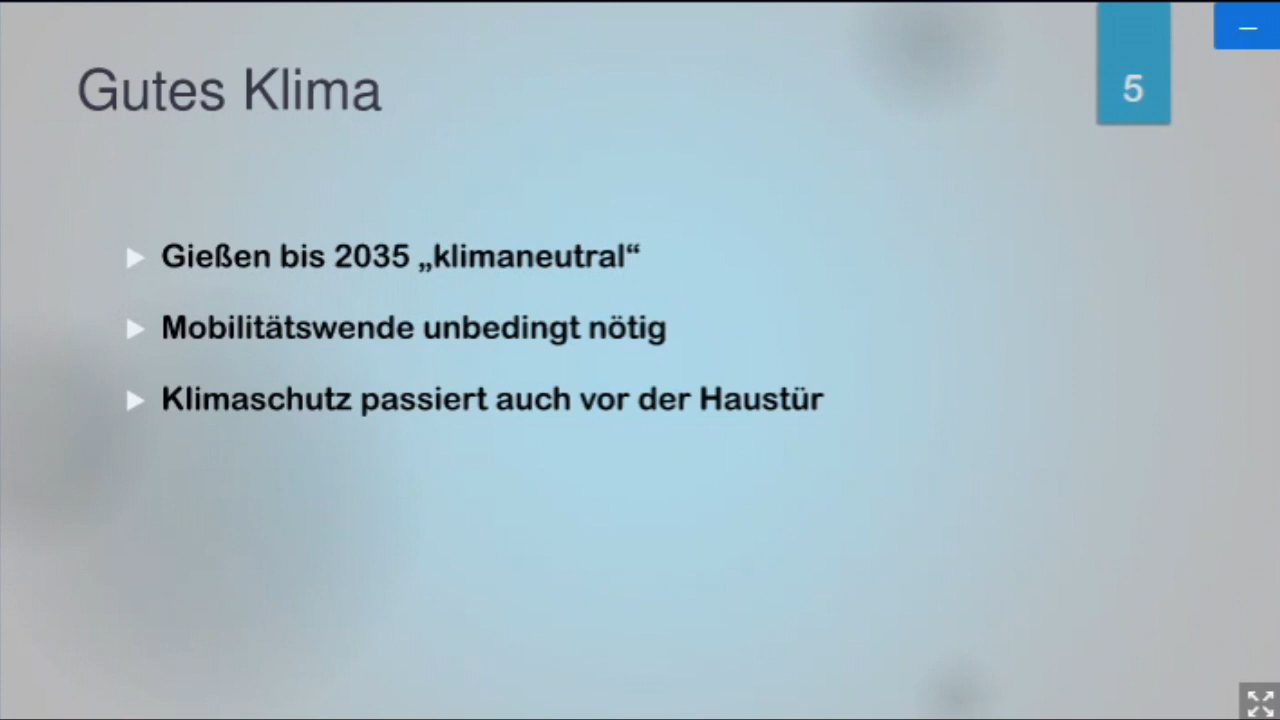 Gutes Klima
5
Gießen bis 2035 „klimaneutral“
Mobilitätswende unbedingt nötig
Klimaschutz passiert auch vor der Haustür